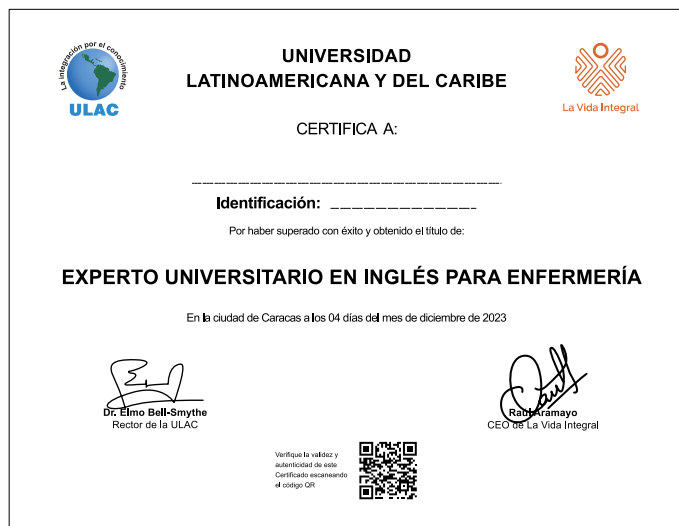 La integración por el conocimiento
ULAC
UNIVERSIDAD
LATINOAMERICANA Y DEL CARIBE
La Vida Integral
CERTIFICA A:
Identificación:
Por haber superado con éxito y obtenido el título de:
EXPERTO UNIVERSITARIO EN INGLÉS PARA ENFERMERÍA
En la ciudad de Caracas a los 04 días del mes de diciembre de 2023
Dr. Elmo Bell-Smythe
Rector de la ULAC
Raúl Aramayo
CEO de La Vida Integral
Verifique la validez y
autenticidad de este
Certificado escaneando
el código QR